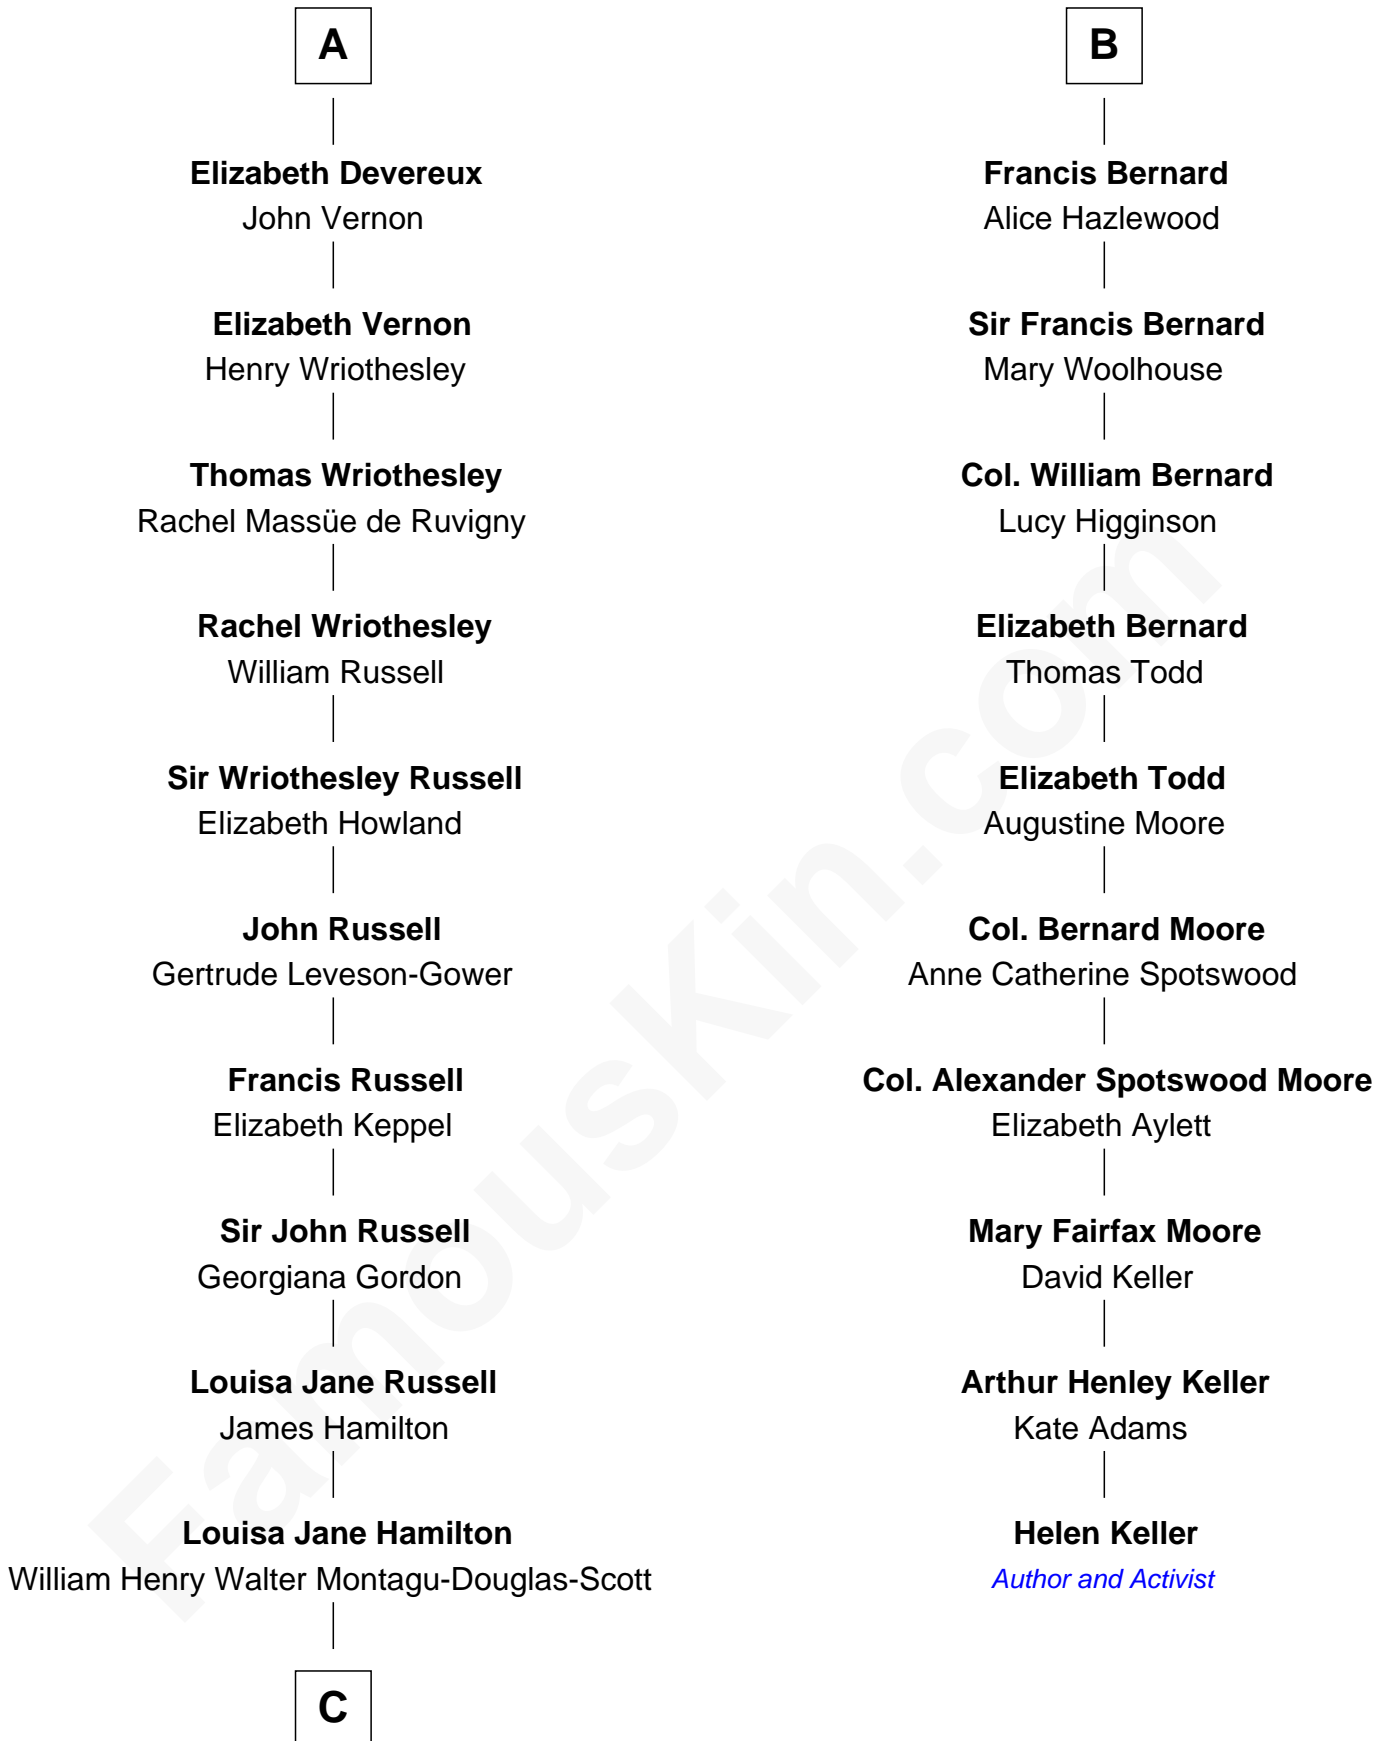 A
Elizabeth Devereux
John Vernon
Elizabeth Vernon
Henry Wriothesley
Thomas Wriothesley
Rachel Massüe de Ruvigny
Rachel Wriothesley
William Russell
Sir Wriothesley Russell
Elizabeth Howland
John Russell
Gertrude Leveson-Gower
Francis Russell
Elizabeth Keppel
Sir John Russell
Georgiana Gordon
Louisa Jane Russell
James Hamilton
Louisa Jane Hamilton
William Henry Walter Montagu-Douglas-Scott
C
B
Francis Bernard
Alice Hazlewood
Sir Francis Bernard
Mary Woolhouse
Col. William Bernard
Lucy Higginson
Elizabeth Bernard
Thomas Todd
Elizabeth Todd
Augustine Moore
Col. Bernard Moore
Anne Catherine Spotswood
Col. Alexander Spotswood Moore
Elizabeth Aylett
Mary Fairfax Moore
David Keller
Arthur Henley Keller
Kate Adams
Helen Keller
Author and Activist
FamousKin.com